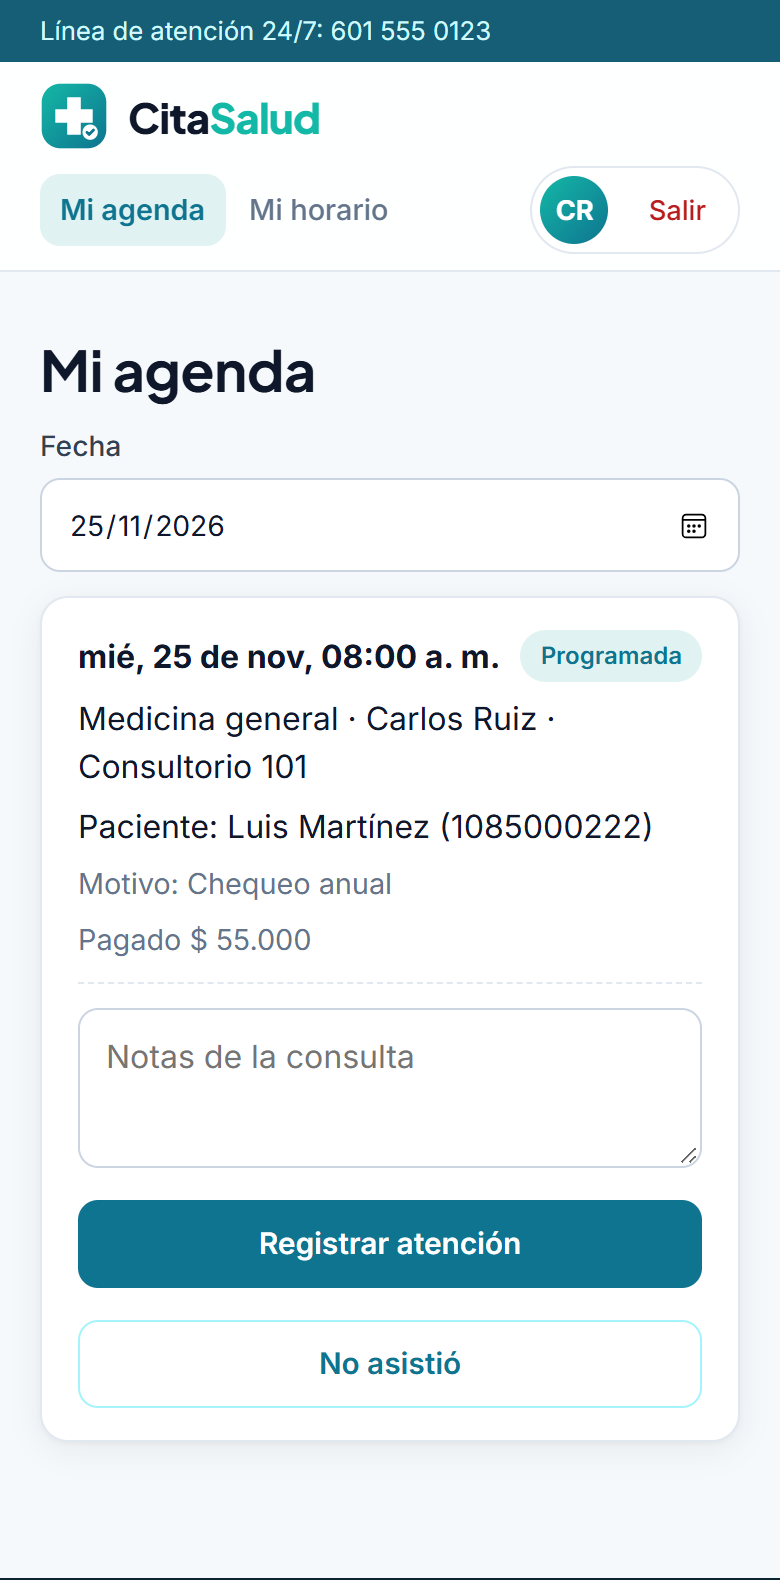 Línea de atención 24/7: 601 555 0123
CitaSalud
Mi agenda
Mi horario
CR
Salir
Mi agenda
Fecha
25/11/2026
mié, 25 de nov, 08:00 a. m.
Programada
Medicina general · Carlos Ruiz ·
Consultorio 101
Paciente: Luis Martínez (1085000222)
Motivo: Chequeo anual
Pagado $ 55.000
Notas de la consulta
Registrar atención
No asistió